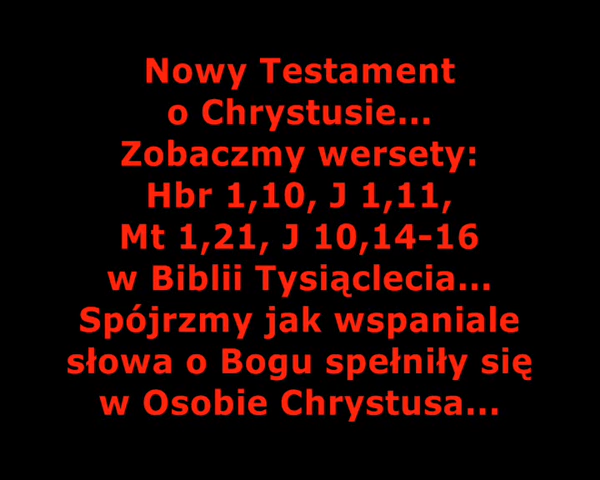 Nowy Testament
o Chrystusie...
Zobaczmy wersety:
Hbr 1,10, J 1,11,
Mt 1,21, J 10,14-16
w Biblii Tysiąclecia...
Spójrzmy jak wspaniale
słowa o Bogu spełniły się
w Osobie Chrystusa...